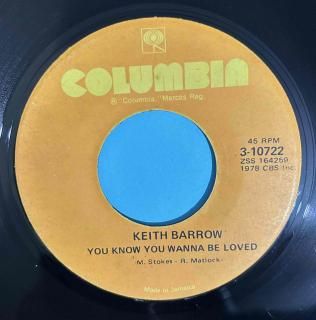 COLUMBIA
® "Columbia," Marcas Reg.
45 RPM
3-10722
ZSS 164259
1978 CBS Inc.
KEITH BARROW
YOU KNOW YOU WANNA BE LOVED
M. Stokes - R. Matlock
Made in Jamaica